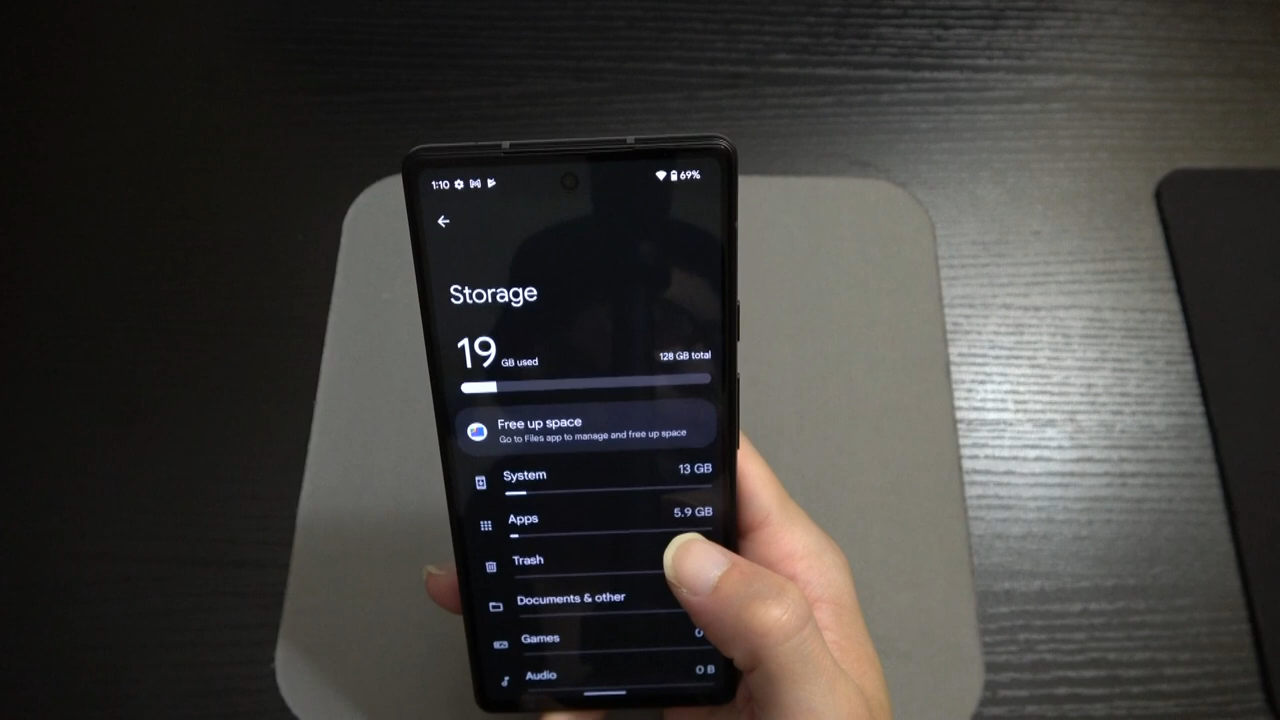 1:10 69%
Storage
19 GB used 128 GB total
Free up space
Go to Files app to manage and free up space
System 13 GB
Apps 5.9 GB
Trash
Documents & other
Games
Audio 0 B